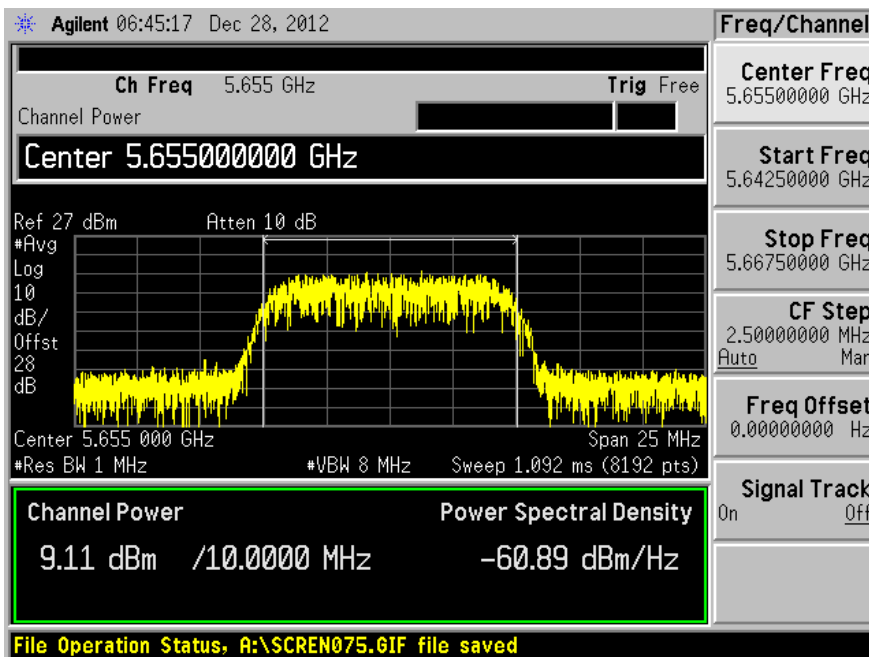 Agilent 06:45:17 Dec 28, 2012
Ch Freq 5.655 GHz Trig Free
Channel Power
Center 5.655000000 GHz
Ref 27 dBm Atten 10 dB
#Avg
Log
10
dB/
Offst
28
dB
Center 5.655 000 GHz Span 25 MHz
#Res BW 1 MHz #VBW 8 MHz Sweep 1.092 ms (8192 pts)
Channel Power Power Spectral Density
9.11 dBm /10.0000 MHz -60.89 dBm/Hz
File Operation Status, A:\SCREN075.GIF file saved
Freq/Channel
Center Freq
5.65500000 GHz
Start Freq
5.64250000 GHz
Stop Freq
5.66750000 GHz
CF Step
2.50000000 MHz
Auto Man
Freq Offset
0.00000000 Hz
Signal Track
On Off